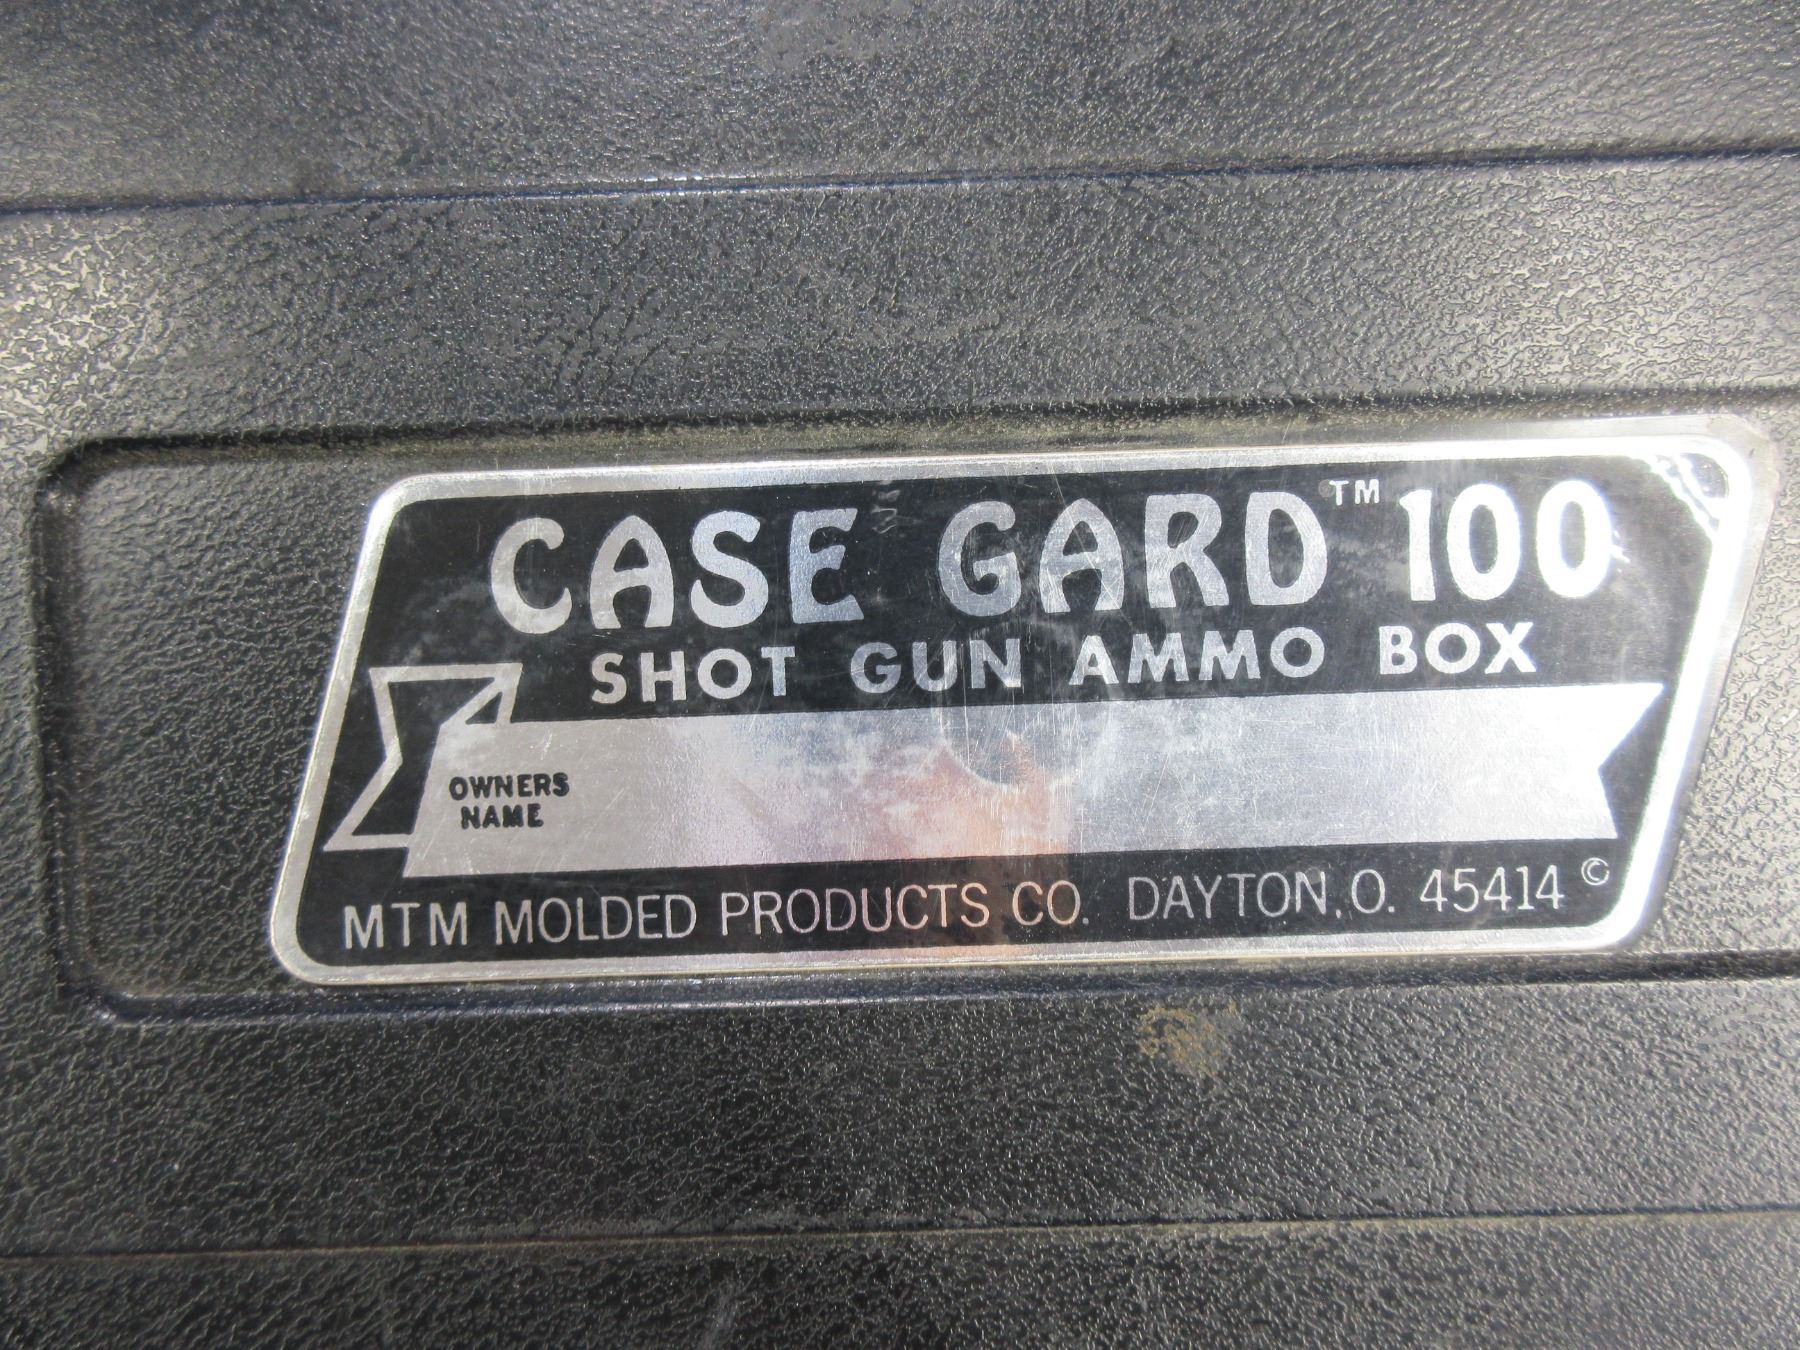 CASE GARD™ 100
SHOT GUN AMMO BOX
OWNERS
NAME
MTM MOLDED PRODUCTS CO. DAYTON, O. 45414 ©